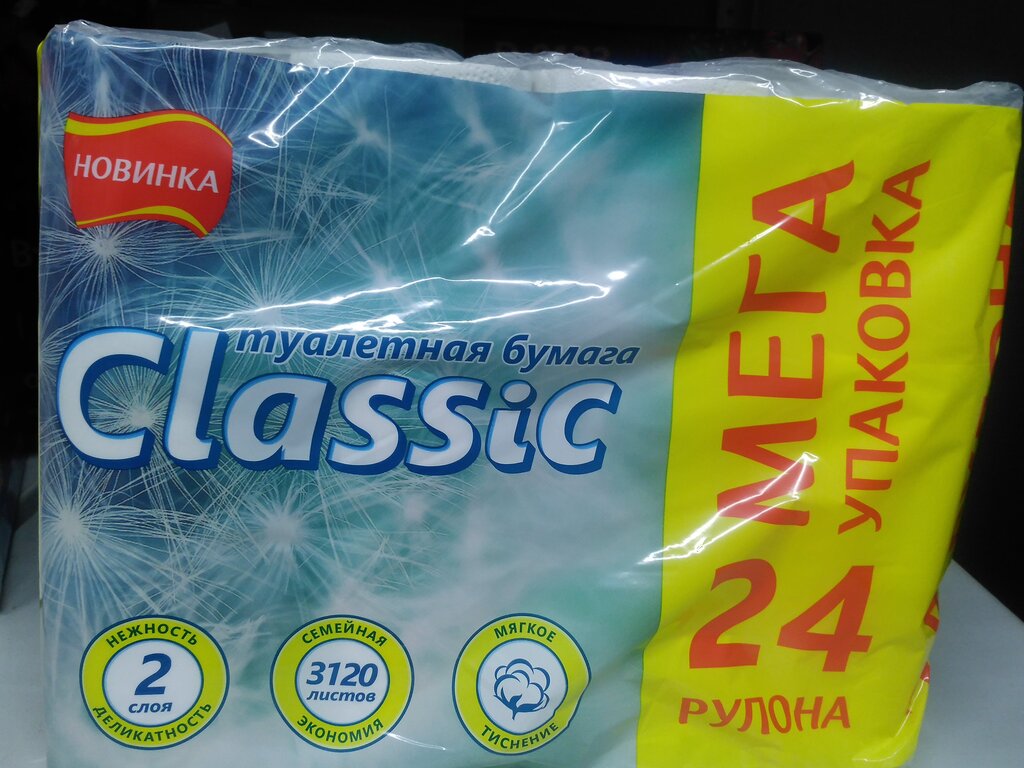 НОВИНКА
туалетная бумага
Classic
НЕЖНОСТЬ
2
слоя
ДЕЛИКАТНОСТЬ
СЕМЕЙНАЯ
3120
листов
ЭКОНОМИЯ
МЯГКОЕ
ТИСНЕНИЕ
МЕГА
УПАКОВКА
24
РУЛОНА